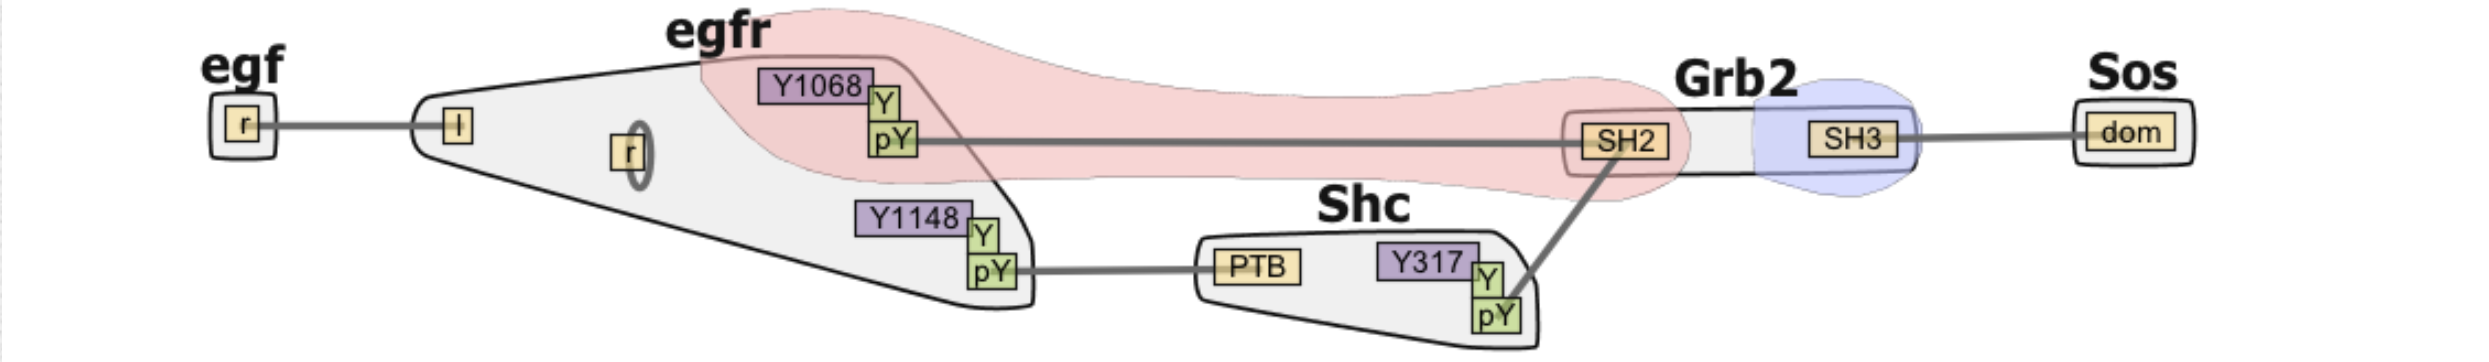 egf
r
egfr
l
r
Y1068
Y
pY
Y1148
Y
pY
Shc
PTB
Y317
Y
pY
Grb2
SH2
SH3
Sos
dom